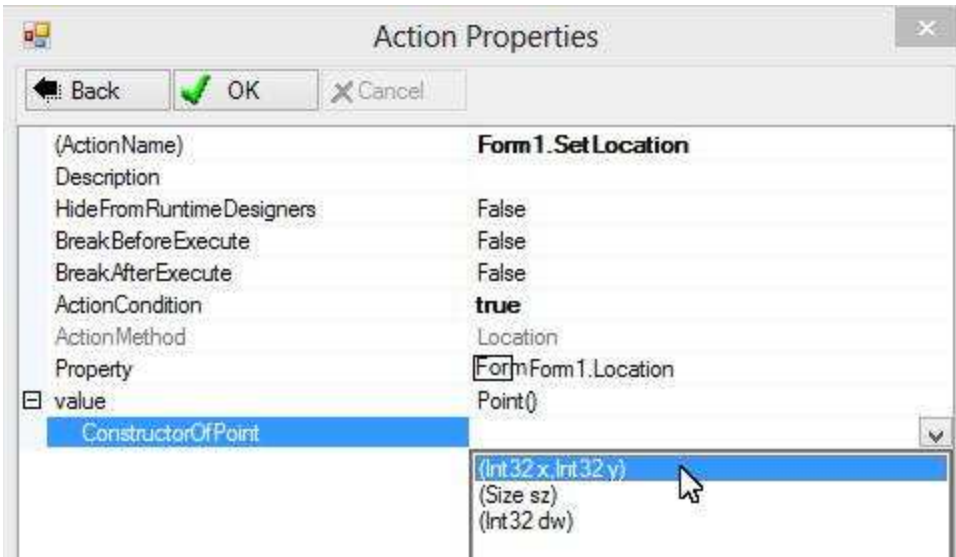 Action Properties
Back OK Cancel
(ActionName) Form1.SetLocation
Description
HideFromRuntimeDesigners False
BreakBeforeExecute False
BreakAfterExecute False
ActionCondition true
ActionMethod Location
Property FormForm1.Location
value Point()
ConstructorOfPoint
(Int32 x,Int32 y)
(Size sz)
(Int32 dw)